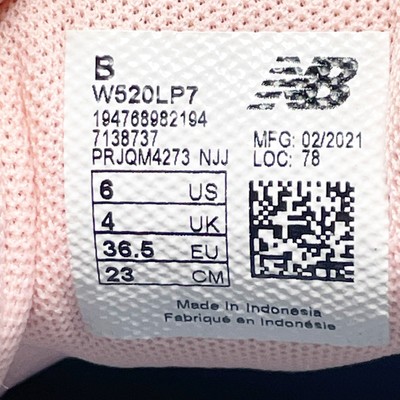 B
W520LP7
194768982194
7138737
PRJQM4273 NJJ
NB
MFG: 02/2021
LOC: 78
6 US
4 UK
36.5 EU
23 CM
Made In Indonesia
Fabriqué en Indonésie